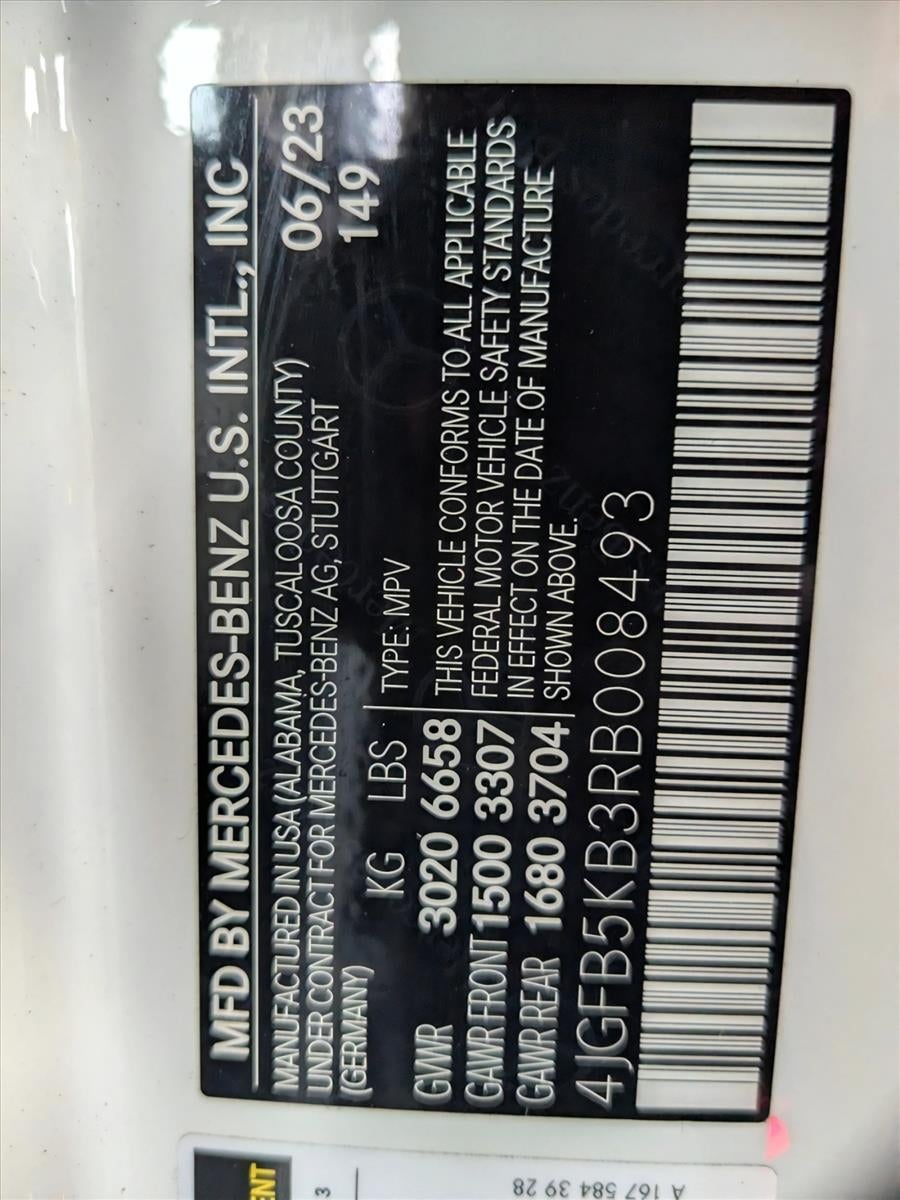 MFD BY MERCEDES-BENZ U.S. INTL., INC
MANUFACTURED IN USA (ALABAMA, TUSCALOOSA COUNTY)
UNDER CONTRACT FOR MERCEDES-BENZ AG, STUTTGART
(GERMANY)
06/23
149
KG LBS
GWR 3020 6658
GAWR FRONT 1500 3307
GAWR REAR 1680 3704
TYPE: MPV
THIS VEHICLE CONFORMS TO ALL APPLICABLE
FEDERAL MOTOR VEHICLE SAFETY STANDARDS
IN EFFECT ON THE DATE OF MANUFACTURE
SHOWN ABOVE.
4JGFB5KB3RB008493
ENT
3
A 167 584 39 28